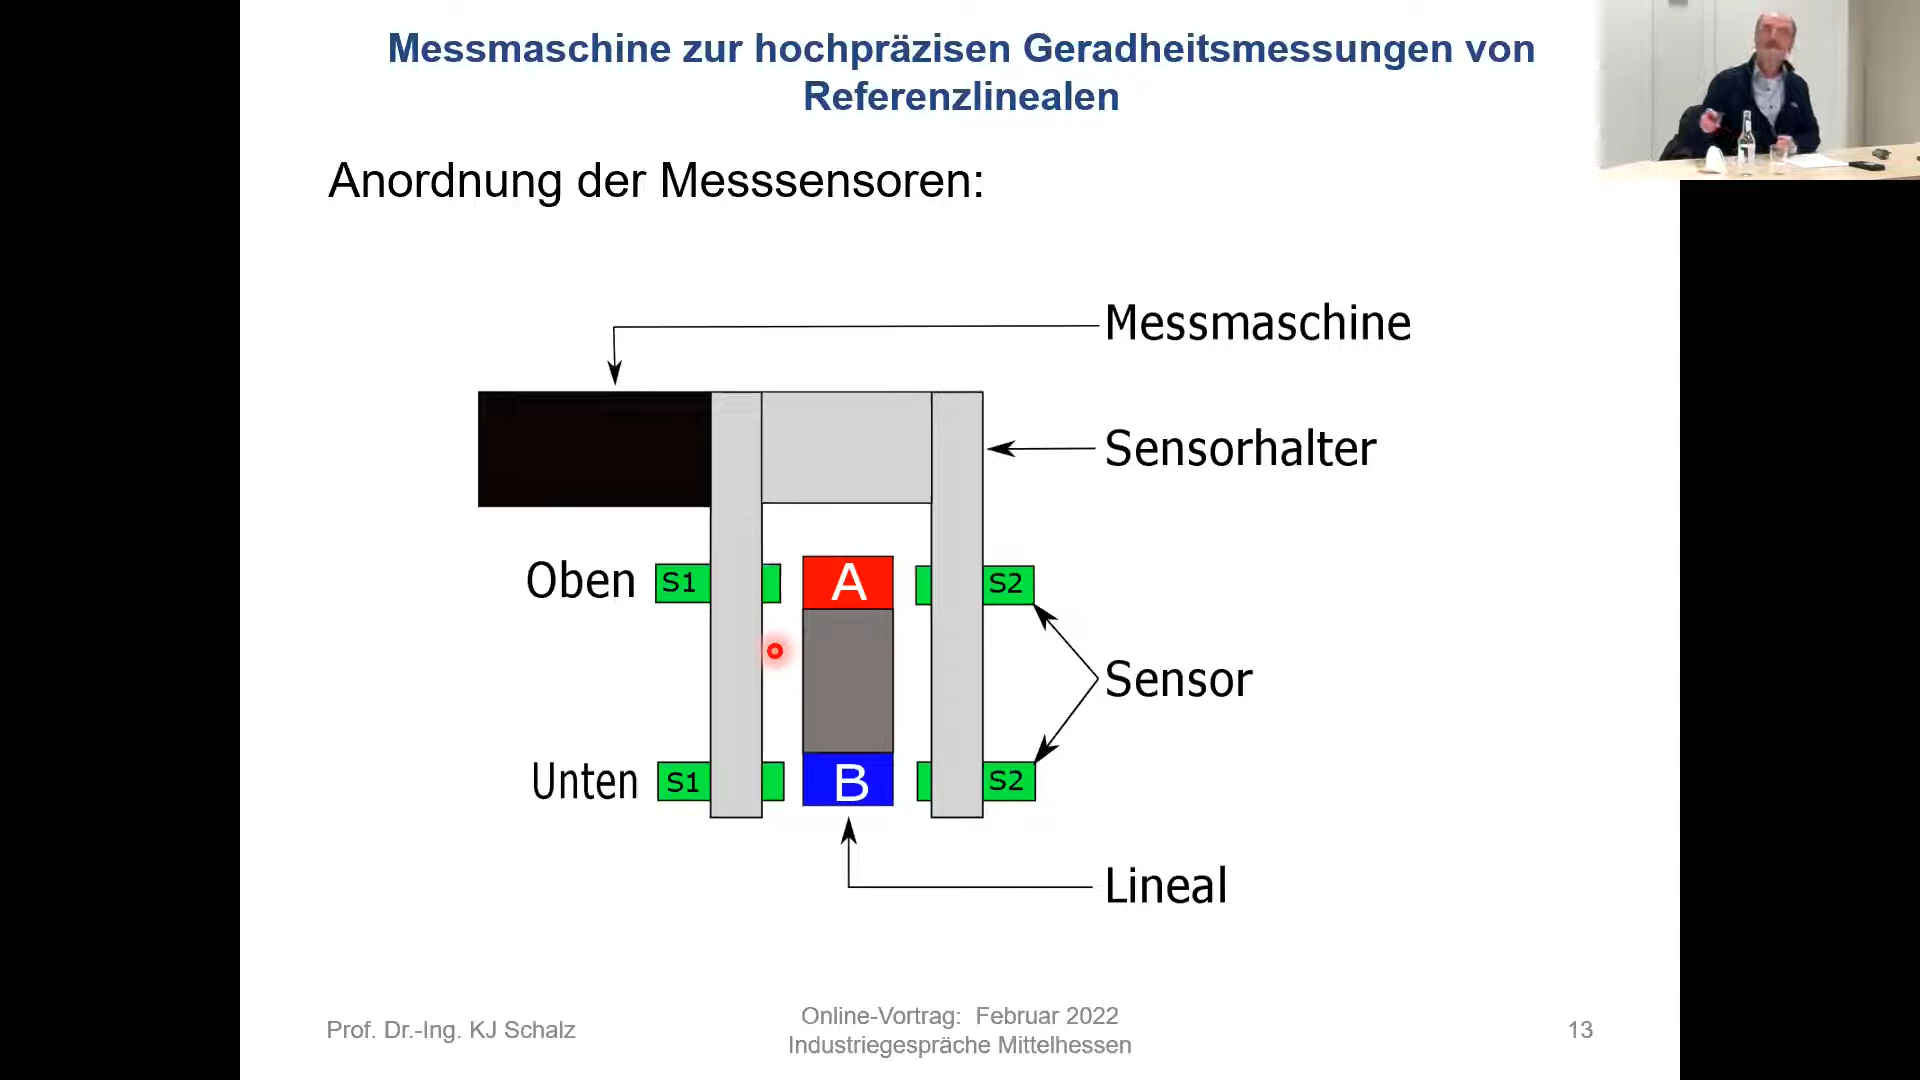 Messmaschine zur hochpräzisen Geradheitsmessungen von
Referenzlinealen
Anordnung der Messsensoren:
Messmaschine
Sensorhalter
Oben
S1
A
S2
Sensor
Unten
S1
B
S2
Lineal
Prof. Dr.-Ing. KJ Schalz
Online-Vortrag: Februar 2022
Industriegespräche Mittelhessen
13